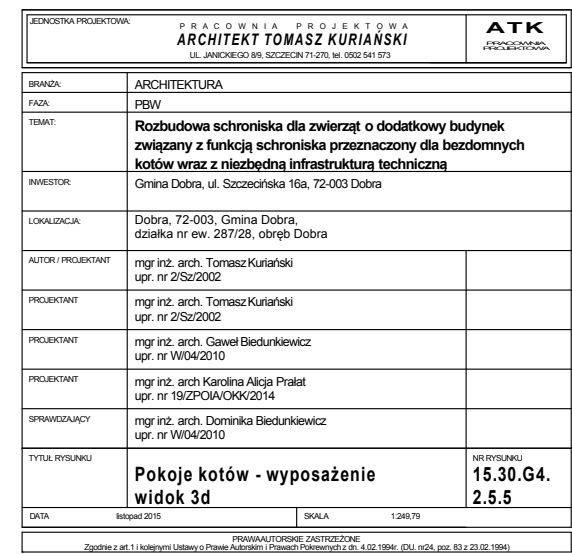 JEDNOSTKA PROJEKTOWA:
PRACOWNIA PROJEKTOWA
ARCHITEKT TOMASZ KURIAŃSKI
UL. JANICKIEGO 8/9, SZCZECIN 71-270, tel. 0502 541 573
ATK
PRACOWNIA
PROJEKTOWA
BRANŻA:
ARCHITEKTURA
FAZA:
PBW
TEMAT:
Rozbudowa schroniska dla zwierząt o dodatkowy budynek
związany z funkcją schroniska przeznaczony dla bezdomnych
kotów wraz z niezbędną infrastrukturą techniczną
INWESTOR:
Gmina Dobra, ul. Szczecińska 16a, 72-003 Dobra
LOKALIZACJA:
Dobra, 72-003, Gmina Dobra,
działka nr ew. 287/28, obręb Dobra
AUTOR / PROJEKTANT
mgr inż. arch. Tomasz Kuriański
upr. nr 2/Sz/2002
PROJEKTANT
mgr inż. arch. Tomasz Kuriański
upr. nr 2/Sz/2002
PROJEKTANT
mgr inż. arch. Gaweł Biedunkiewicz
upr. nr W/04/2010
PROJEKTANT
mgr inż. arch Karolina Alicja Prałat
upr. nr 19/ZPOIA/OKK/2014
SPRAWDZAJĄCY
mgr inż. arch. Dominika Biedunkiewicz
upr. nr W/04/2010
TYTUŁ RYSUNKU
Pokoje kotów - wyposażenie
widok 3d
NR RYSUNKU
15.30.G4.
2.5.5
DATA listopad 2015 SKALA 1:249,79
PRAWA AUTORSKIE ZASTRZEŻONE
Zgodnie z art.1 i kolejnymi Ustawy o Prawie Autorskim i Prawach Pokrewnych z dn. 4.02.1994r. (DU. nr24, poz. 83 z 23.02.1994)